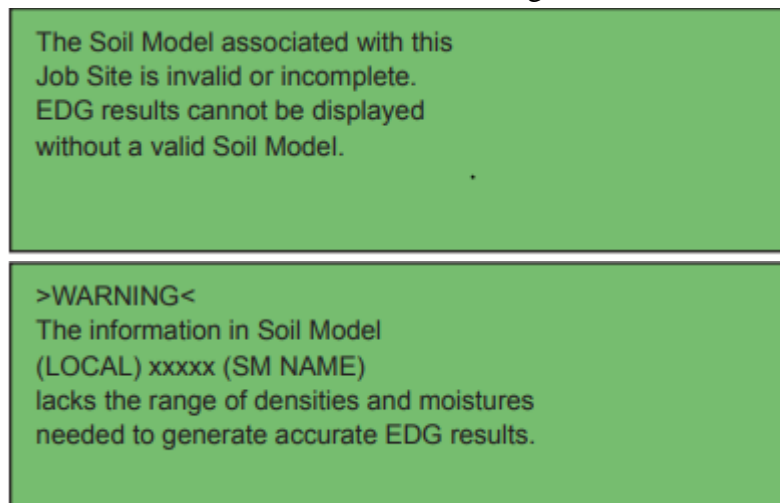 The Soil Model associated with this
Job Site is invalid or incomplete.
EDG results cannot be displayed
without a valid Soil Model.
>WARNING<
The information in Soil Model
(LOCAL) xxxxx (SM NAME)
lacks the range of densities and moistures
needed to generate accurate EDG results.